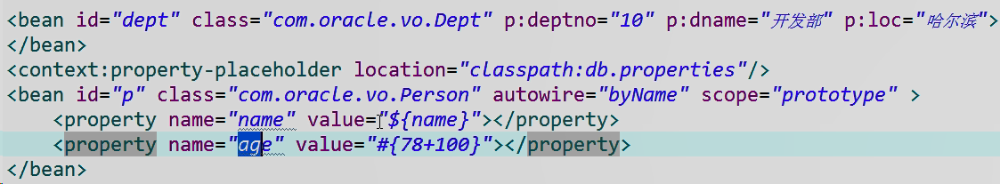 <bean id="dept" class="com.oracle.vo.Dept" p:deptno="10" p:dname="开发部" p:loc="哈尔滨">
</bean>
<context:property-placeholder location="classpath:db.properties"/>
<bean id="p" class="com.oracle.vo.Person" autowire="byName" scope="prototype" >
    <property name="name" value="${name}"></property>
    <property name="age" value="#{78+100}"></property>
</bean>